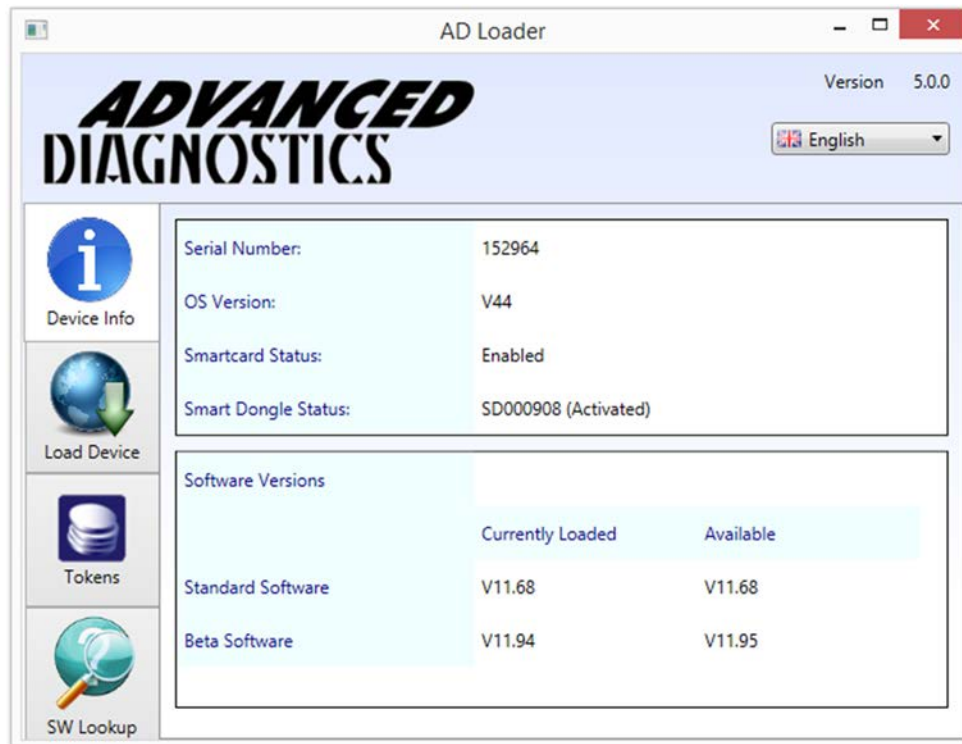 AD Loader
ADVANCED
DIAGNOSTICS
Version 5.0.0
English
Device Info
Load Device
Tokens
SW Lookup
Serial Number: 152964
OS Version: V44
Smartcard Status: Enabled
Smart Dongle Status: SD000908 (Activated)
Software Versions
Currently Loaded Available
Standard Software V11.68 V11.68
Beta Software V11.94 V11.95